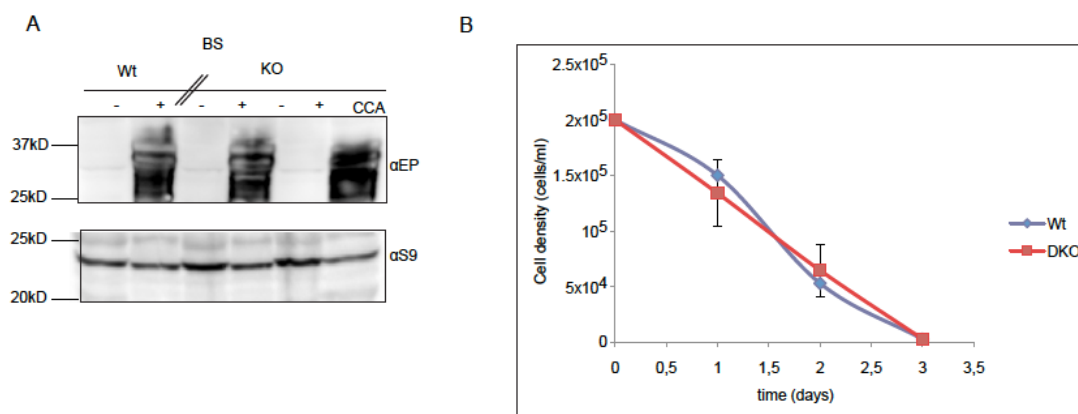 A
BS
Wt KO
- + - + - + CCA
37kD
αEP
25kD
25kD
αS9
20kD
B
2.5x10⁵
2x10⁵
1.5x10⁵
1x10⁵
5x10⁴
0
Cell density (cells/ml)
0 0,5 1 1,5 2 2,5 3 3,5
time (days)
Wt
DKO